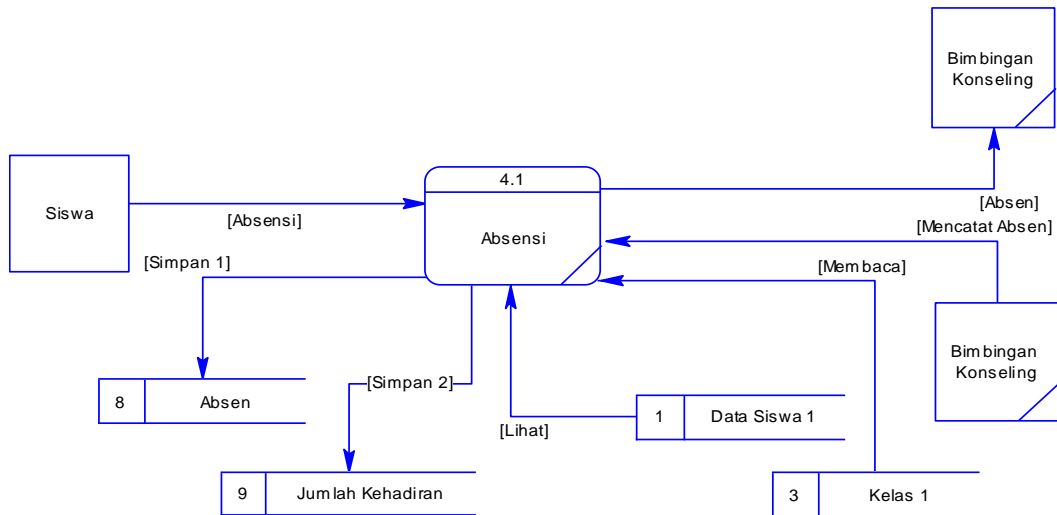 Bimbingan
Konseling
4.1
Siswa
[Absensi]
Absensi
[Absen]
[Mencatat Absen]
[Simpan 1]
[Membaca]
Bimbingan
Konseling
[Simpan 2]
8 Absen
1 Data Siswa 1
[Lihat]
9 Jumlah Kehadiran
3 Kelas 1